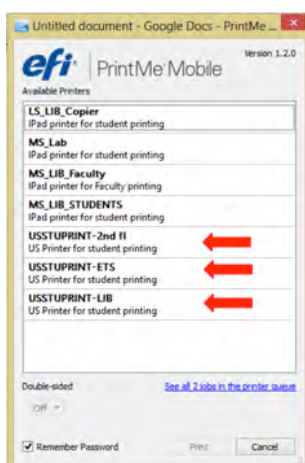 Untitled document - Google Docs - PrintMe ...
efi PrintMe Mobile
Version 1.2.0
Available Printers
LS_LIB_Copier
IPad printer for student printing
MS_Lab
IPad printer for student printing
MS_LIB_Faculty
IPad printer for Faculty printing
MS_LIB_STUDENTS
IPad printer for student printing
USSTUPRINT-2nd fl
US Printer for student printing
USSTUPRINT-ETS
US Printer for student printing
USSTUPRINT-LIB
US Printer for student printing
Double-sided
See all 2 jobs in the printer queue
Off
Remember Password
Print
Cancel